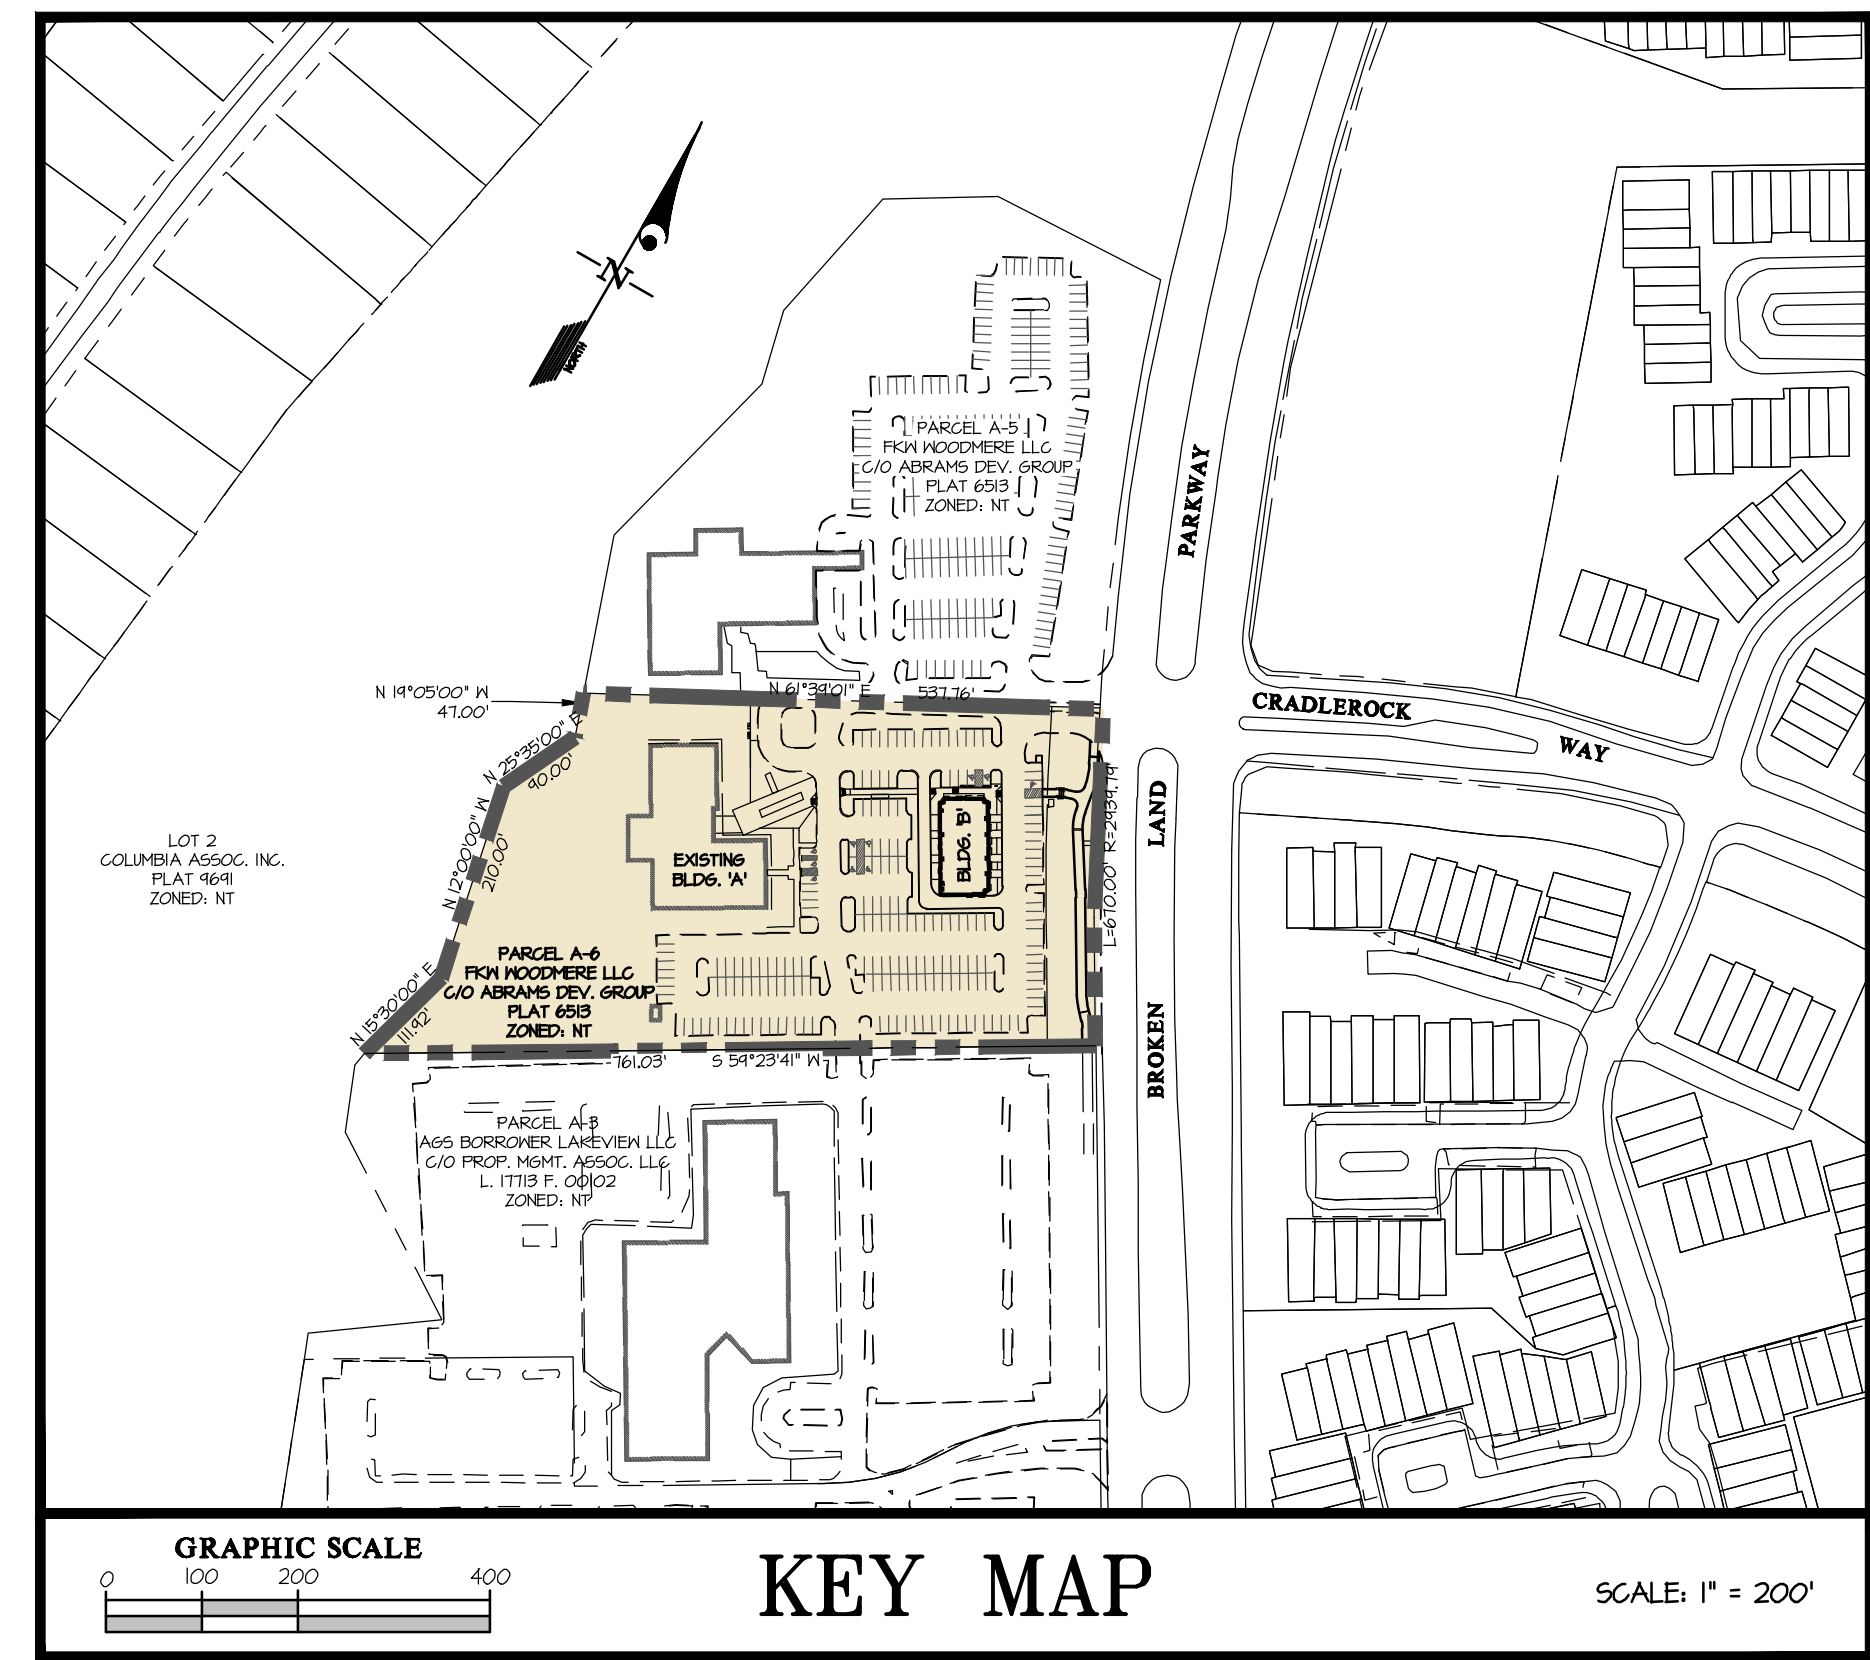 N
NORTH
PARCEL A-5
FKW WOODMERE LLC
C/O ABRAMS DEV. GROUP
PLAT 6513
ZONED: NT
PARKWAY
N 19°05'00" W
47.00'
N 61°39'01" E 537.76'
CRADLEROCK
WAY
N 25°35'00" E
90.00'
N 12°00'00" W
210.00'
L=670.00' R=2939.79
LAND
BLDG. 'B'
EXISTING
BLDG. 'A'
LOT 2
COLUMBIA ASSOC. INC.
PLAT 9691
ZONED: NT
PARCEL A-6
FKW WOODMERE LLC
C/O ABRAMS DEV. GROUP
PLAT 6513
ZONED: NT
N 15°30'00" E
111.92'
BROKEN
761.03' S 59°23'41" W
PARCEL A-3
AGS BORROWER LAKEVIEW LLC
C/O PROP. MGMT. ASSOC. LLC
L. 17713 F. 00102
ZONED: NT
GRAPHIC SCALE
0 100 200 400
KEY MAP
SCALE: 1" = 200'